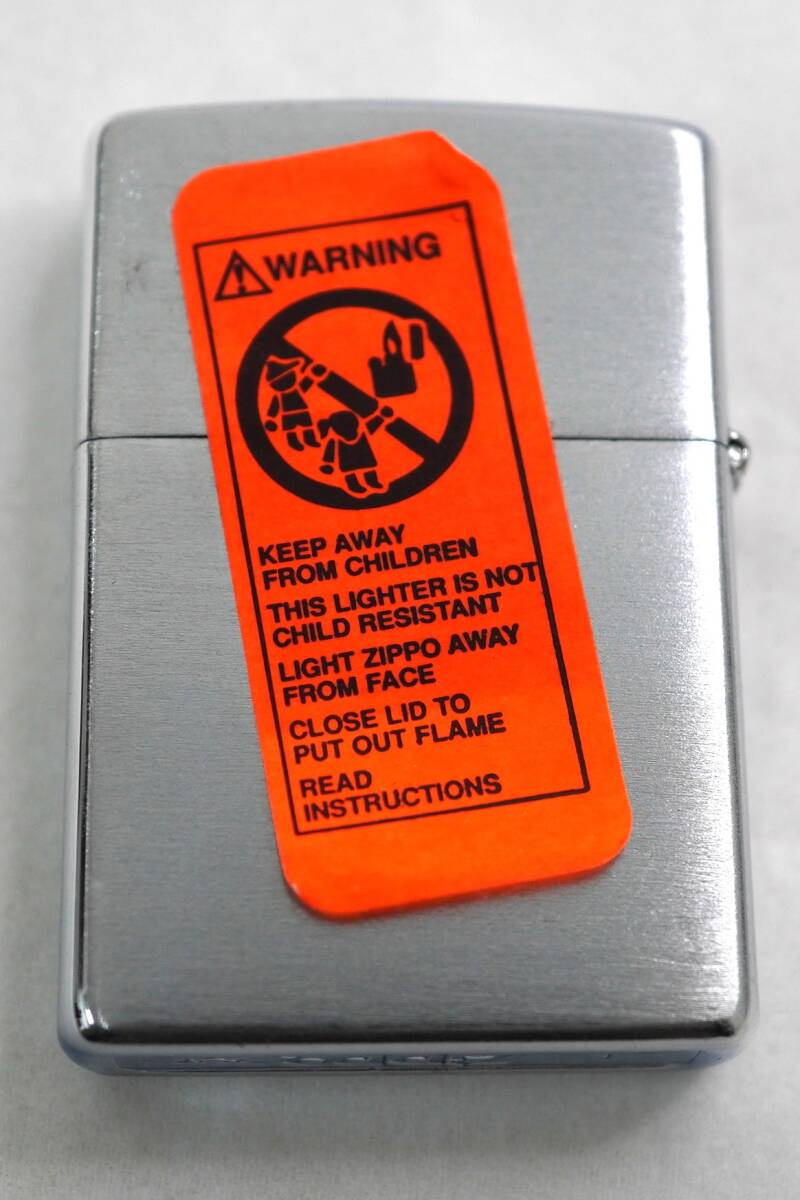 WARNING
KEEP AWAY
FROM CHILDREN
THIS LIGHTER IS NOT
CHILD RESISTANT
LIGHT ZIPPO AWAY
FROM FACE
CLOSE LID TO
PUT OUT FLAME
READ
INSTRUCTIONS